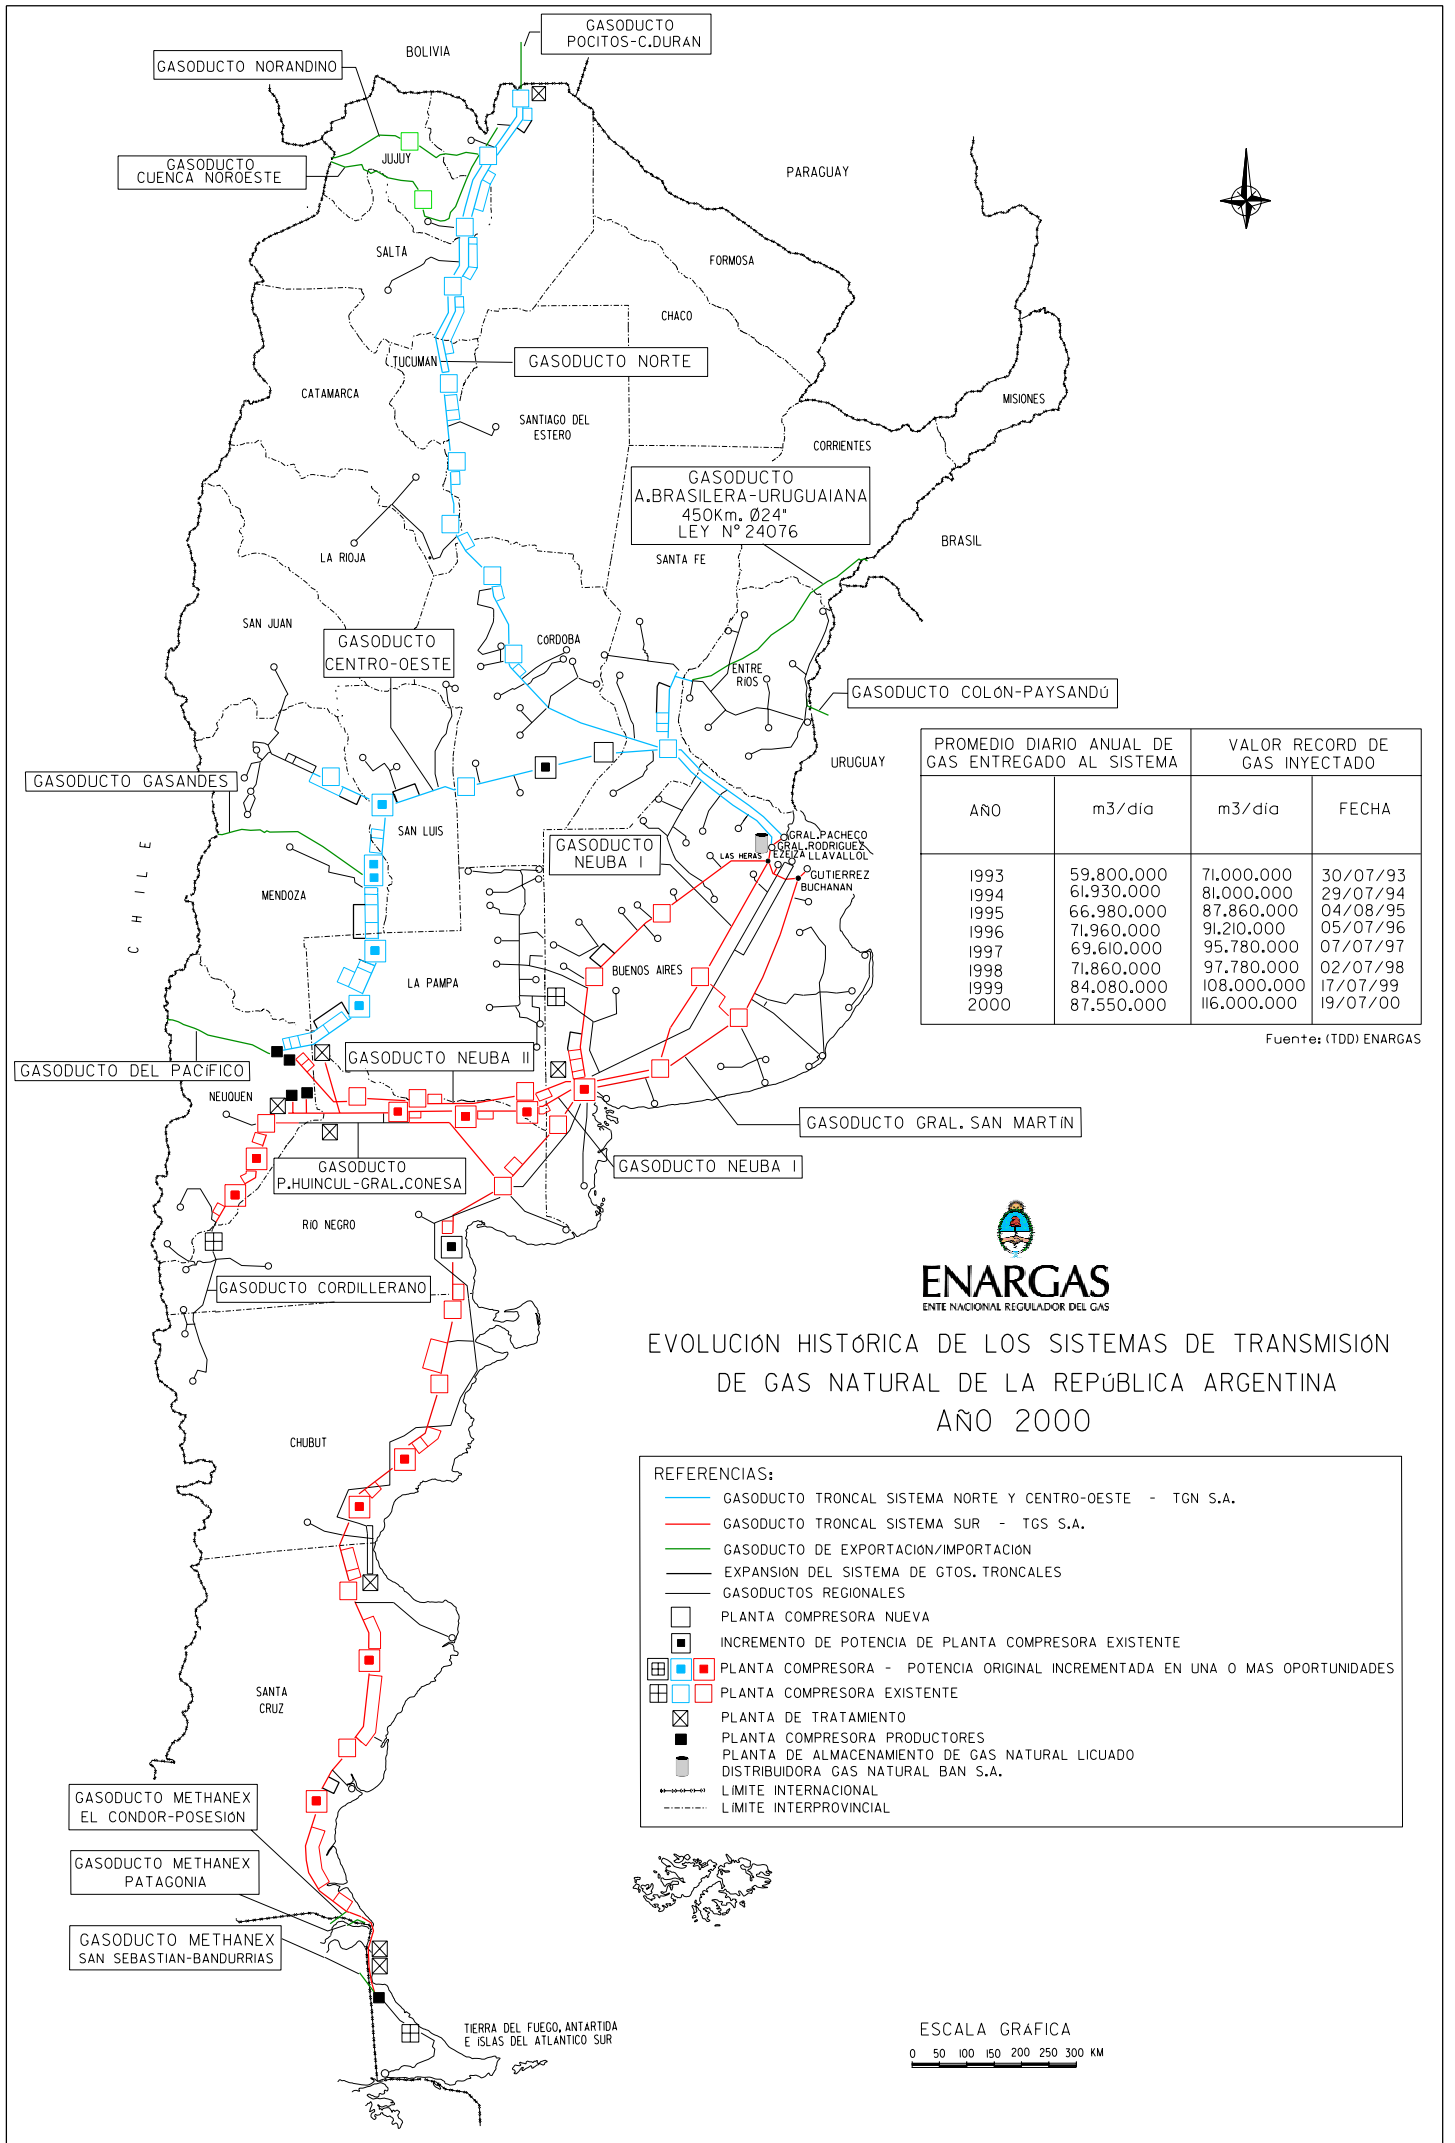 GASODUCTO
POCITOS-C.DURAN
BOLIVIA
GASODUCTO NORANDINO
JUJUY
GASODUCTO
CUENCA NOROESTE
PARAGUAY
SALTA
FORMOSA
CHACO
TUCUMAN
GASODUCTO NORTE
CATAMARCA
MISIONES
SANTIAGO DEL
ESTERO
CORRIENTES
GASODUCTO
A.BRASILERA-URUGUAIANA
450Km. Ø24"
LEY N° 24076
BRASIL
LA RIOJA
SANTA FE
SAN JUAN
GASODUCTO
CENTRO-OESTE
CóRDOBA
ENTRE
RíOS
GASODUCTO COLóN-PAYSANDú
URUGUAY
GASODUCTO GASANDES
SAN LUIS
GASODUCTO
NEUBA I
GRAL.PACHECO
GRAL.RODRIGUEZ
LAS HERAS
EZEIZA
LLAVALLOL
GUTIERREZ
BUCHANAN
MENDOZA
CHILE
BUENOS AIRES
LA PAMPA
PROMEDIO DIARIO ANUAL DE
GAS ENTREGADO AL SISTEMA
VALOR RECORD DE
GAS INYECTADO
AÑO m3/día m3/día FECHA
1993 59.800.000 71.000.000 30/07/93
1994 61.930.000 81.000.000 29/07/94
1995 66.980.000 87.860.000 04/08/95
1996 71.960.000 91.210.000 05/07/96
1997 69.610.000 95.780.000 07/07/97
1998 71.860.000 97.780.000 02/07/98
1999 84.080.000 108.000.000 17/07/99
2000 87.550.000 116.000.000 19/07/00
Fuente: (TDD) ENARGAS
GASODUCTO DEL PACíFICO
GASODUCTO NEUBA II
NEUQUEN
GASODUCTO GRAL. SAN MARTíN
GASODUCTO
P.HUINCUL-GRAL.CONESA
GASODUCTO NEUBA I
RíO NEGRO
GASODUCTO CORDILLERANO
ENARGAS
ENTE NACIONAL REGULADOR DEL GAS
EVOLUCIóN HISTóRICA DE LOS SISTEMAS DE TRANSMISIóN
DE GAS NATURAL DE LA REPúBLICA ARGENTINA
AÑO 2000
CHUBUT
REFERENCIAS:
GASODUCTO TRONCAL SISTEMA NORTE Y CENTRO-OESTE - TGN S.A.
GASODUCTO TRONCAL SISTEMA SUR - TGS S.A.
GASODUCTO DE EXPORTACIóN/IMPORTACIóN
EXPANSIóN DEL SISTEMA DE GTOS. TRONCALES
GASODUCTOS REGIONALES
PLANTA COMPRESORA NUEVA
INCREMENTO DE POTENCIA DE PLANTA COMPRESORA EXISTENTE
PLANTA COMPRESORA - POTENCIA ORIGINAL INCREMENTADA EN UNA O MAS OPORTUNIDADES
PLANTA COMPRESORA EXISTENTE
PLANTA DE TRATAMIENTO
PLANTA COMPRESORA PRODUCTORES
PLANTA DE ALMACENAMIENTO DE GAS NATURAL LICUADO
DISTRIBUIDORA GAS NATURAL BAN S.A.
LíMITE INTERNACIONAL
LíMITE INTERPROVINCIAL
SANTA
CRUZ
GASODUCTO METHANEX
EL CONDOR-POSESIóN
GASODUCTO METHANEX
PATAGONIA
GASODUCTO METHANEX
SAN SEBASTIAN-BANDURRIAS
TIERRA DEL FUEGO, ANTARTIDA
E íSLAS DEL ATLANTICO SUR
ESCALA GRáFICA
0 50 100 150 200 250 300 KM